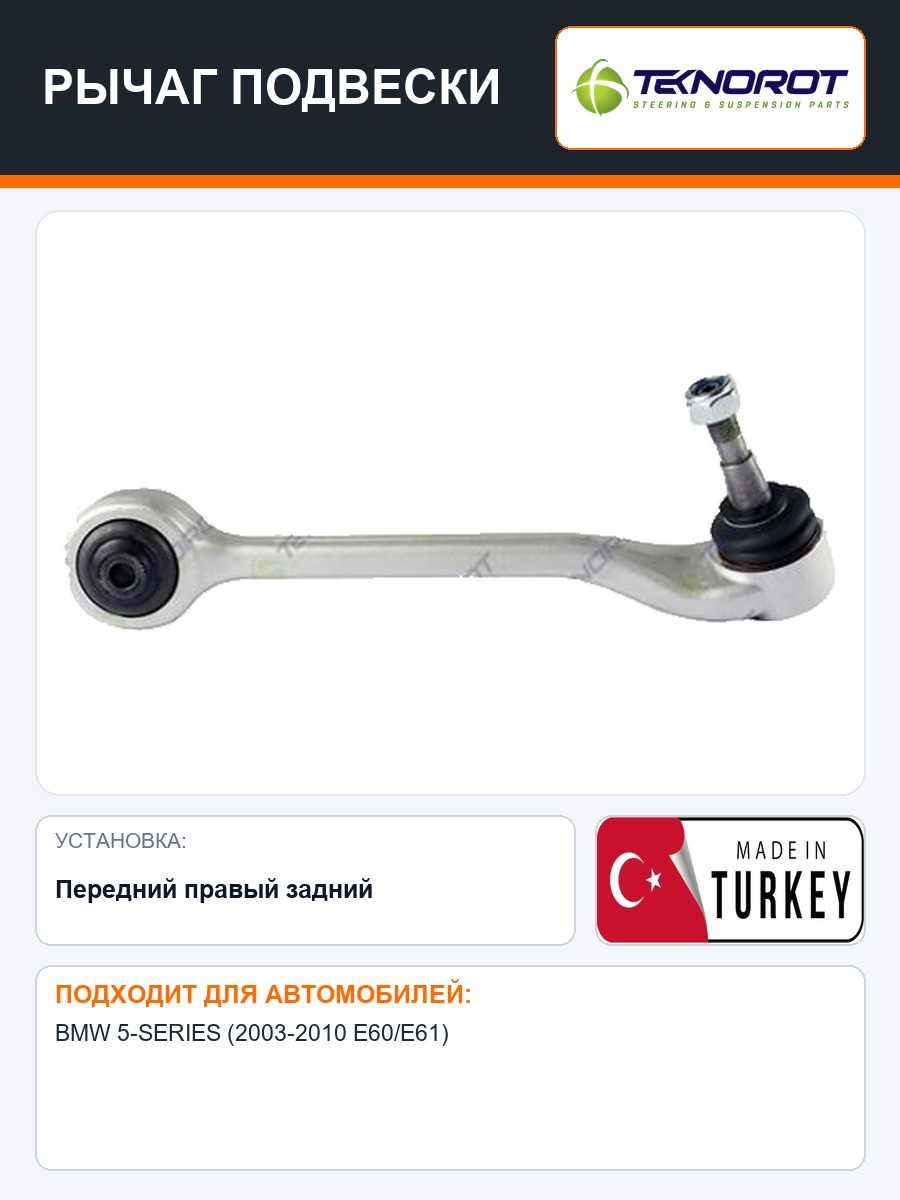 РЫЧАГ ПОДВЕСКИ
TEKNOROT
STEERING & SUSPENSION PARTS
УСТАНОВКА:
Передний правый задний
MADE IN
TURKEY
ПОДХОДИТ ДЛЯ АВТОМОБИЛЕЙ:
BMW 5-SERIES (2003-2010 E60/E61)